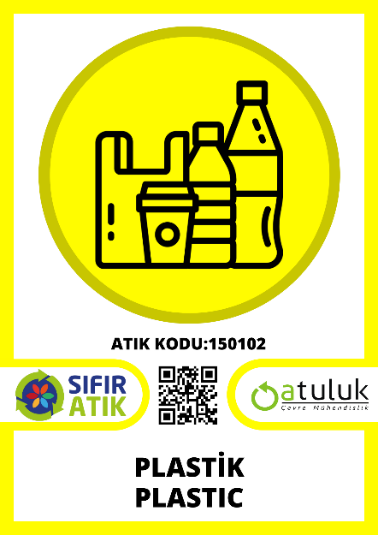 ATIK KODU:150102
SIFIR
ATIK
atuluk
Çevre Mühendislik
PLASTİK
PLASTIC